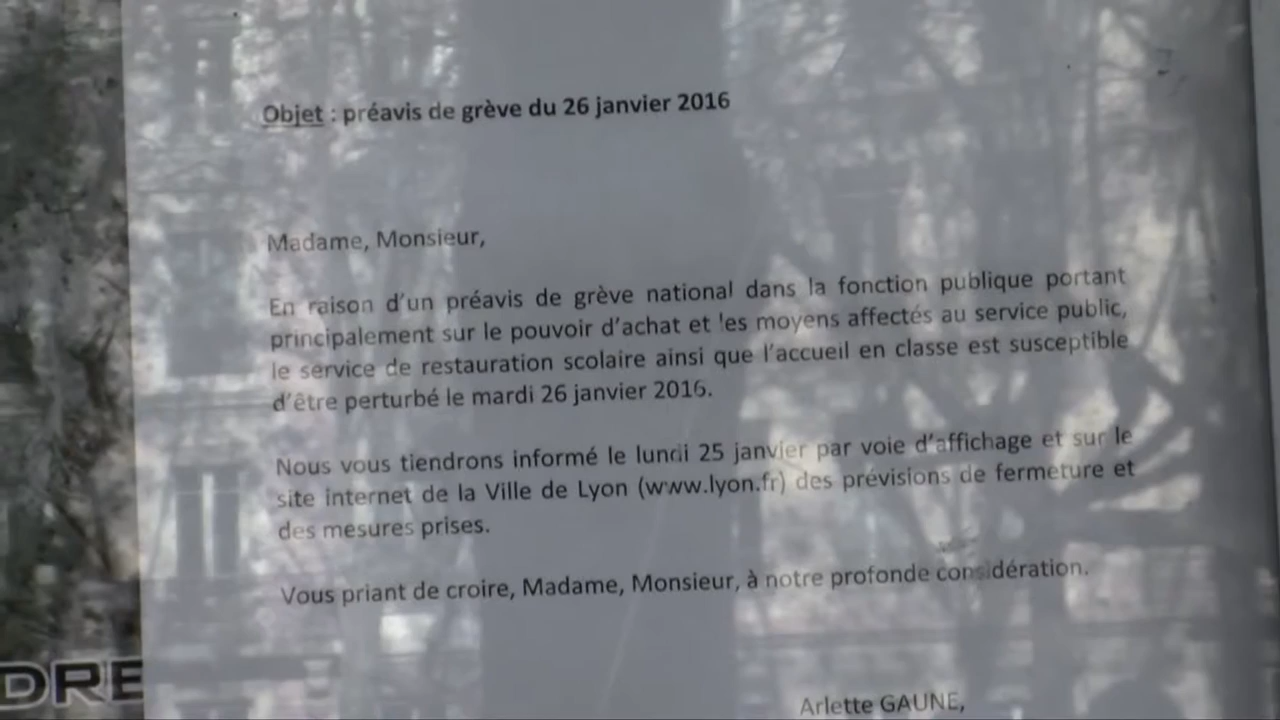 Objet : préavis de grève du 26 janvier 2016
Madame, Monsieur,
En raison d'un préavis de grève national dans la fonction publique portant
principalement sur le pouvoir d'achat et les moyens affectés au service public,
le service de restauration scolaire ainsi que l'accueil en classe est susceptible
d'être perturbé le mardi 26 janvier 2016.
Nous vous tiendrons informé le lundi 25 janvier par voie d'affichage et sur le
site internet de la Ville de Lyon (www.lyon.fr) des prévisions de fermeture et
des mesures prises.
Vous priant de croire, Madame, Monsieur, à notre profonde considération.
Arlette GAUNE,
DRE